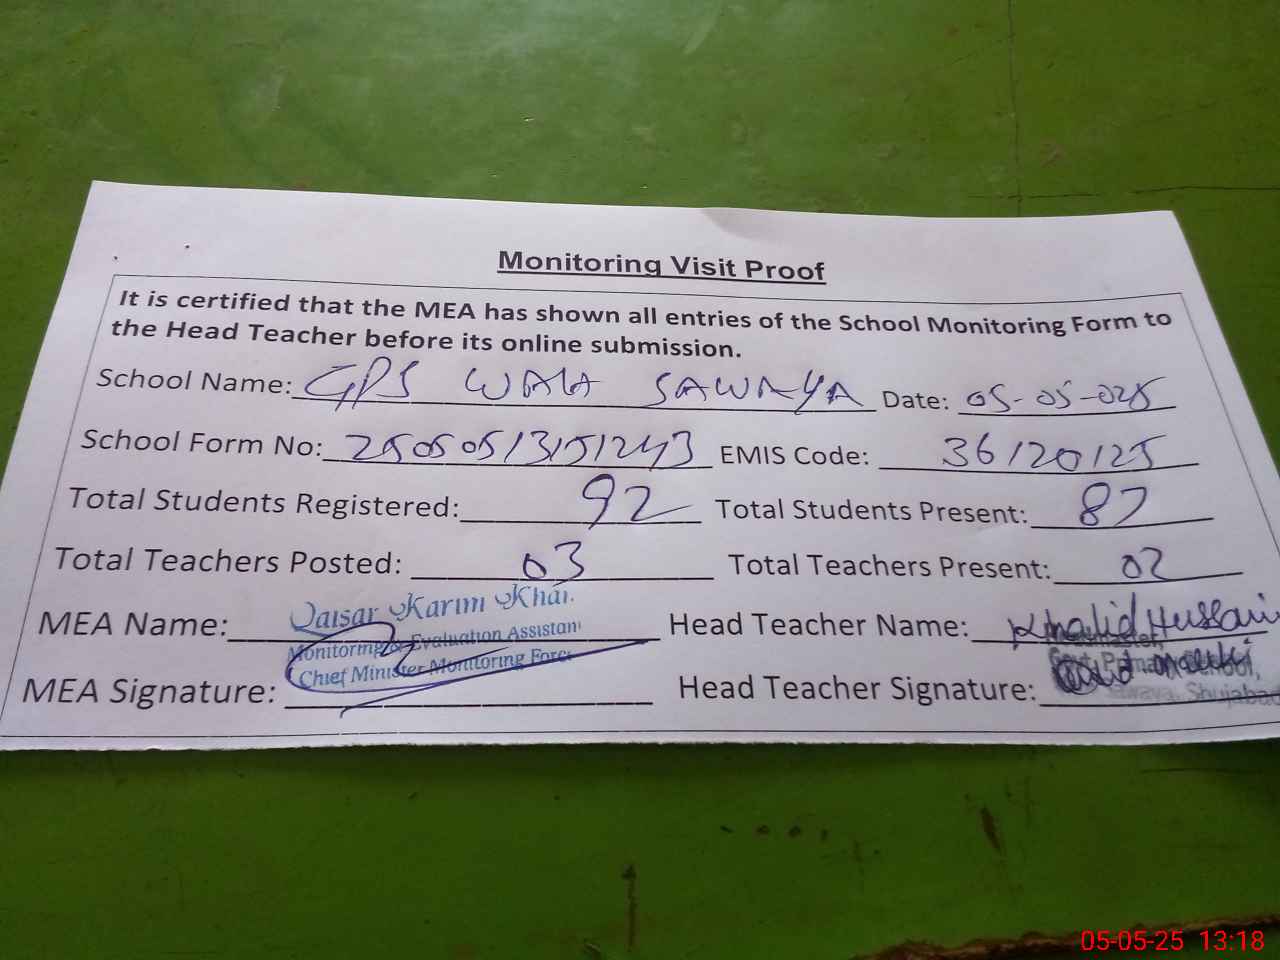 Monitoring Visit Proof
It is certified that the MEA has shown all entries of the School Monitoring Form to
the Head Teacher before its online submission.
School Name: GPS WALA SAWAYA Date: 05-05-025
School Form No: 25050513151243 EMIS Code: 36120125
Total Students Registered: 92 Total Students Present: 87
Total Teachers Posted: 03 Total Teachers Present: 02
MEA Name: Qaisar Karim Khan Head Teacher Name: Khalid Hussain
Monitoring & Evaluation Assistant
Chief Minister Monitoring Force
MEA Signature: Head Teacher Signature:
Shujabad
05-05-25 13:18